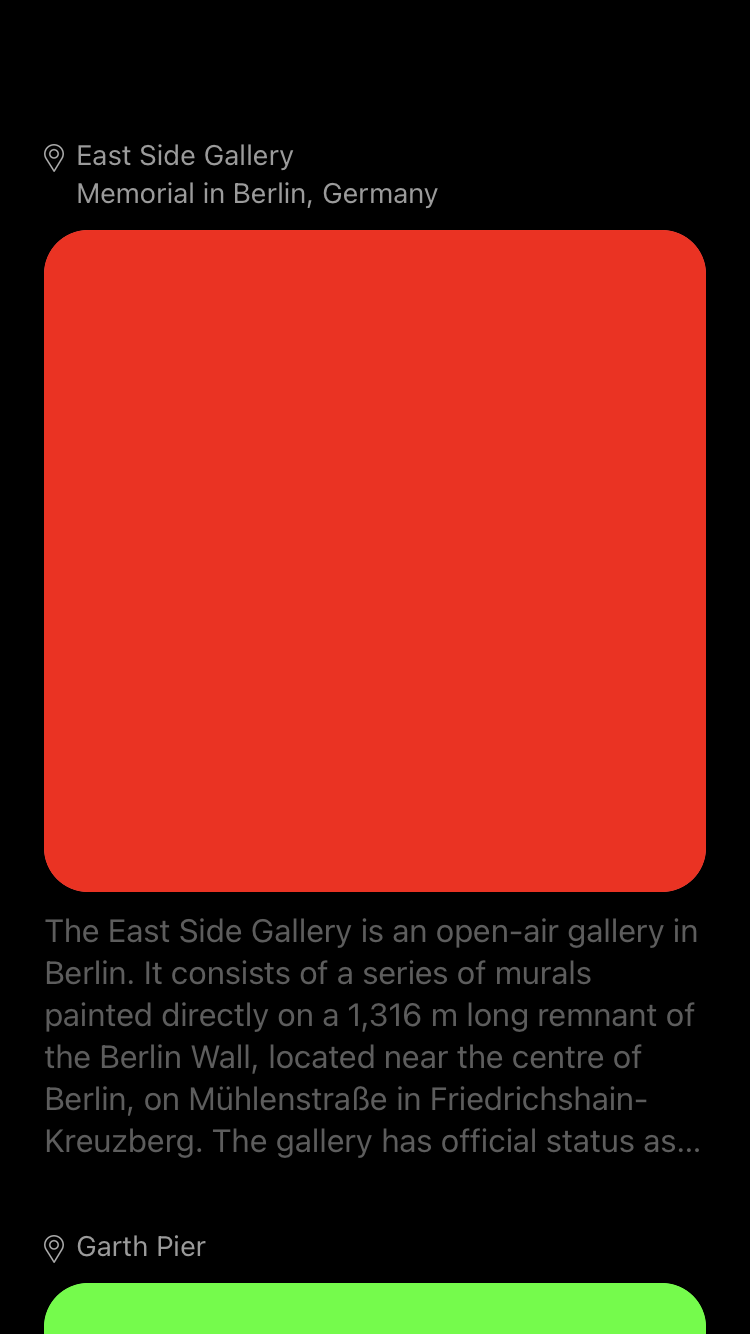 East Side Gallery
Memorial in Berlin, Germany
The East Side Gallery is an open-air gallery in
Berlin. It consists of a series of murals
painted directly on a 1,316 m long remnant of
the Berlin Wall, located near the centre of
Berlin, on Mühlenstraße in Friedrichshain-
Kreuzberg. The gallery has official status as...
Garth Pier